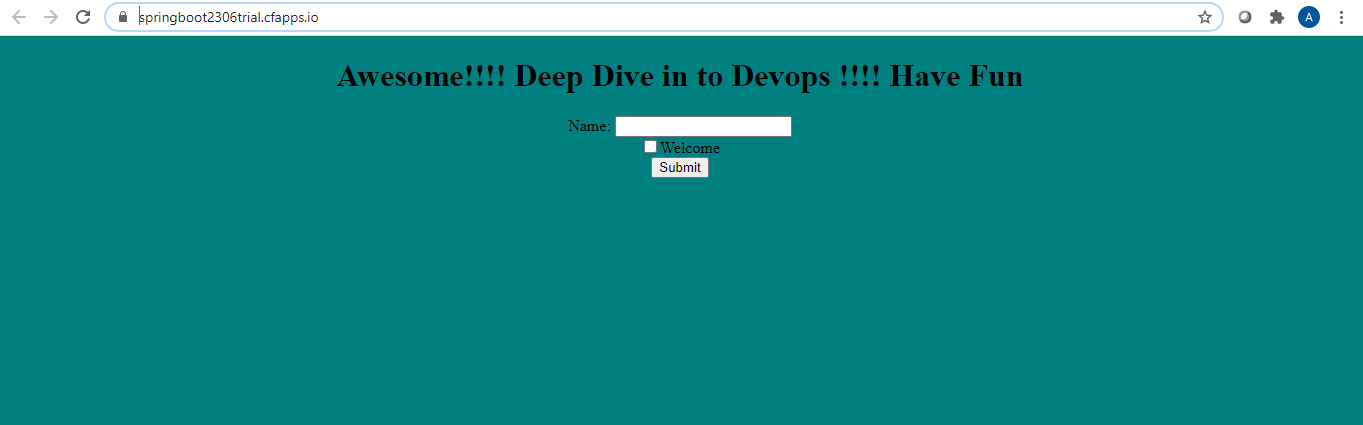 springboot2306trial.cfapps.io
A
Awesome!!!! Deep Dive in to Devops !!!! Have Fun
Name:
Welcome
Submit